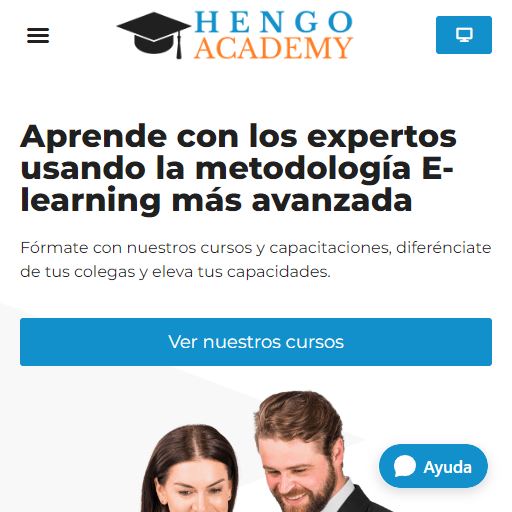 HENGO
ACADEMY
Aprende con los expertos
usando la metodología E-
learning más avanzada
Fórmate con nuestros cursos y capacitaciones, diferénciate
de tus colegas y eleva tus capacidades.
Ver nuestros cursos
Ayuda